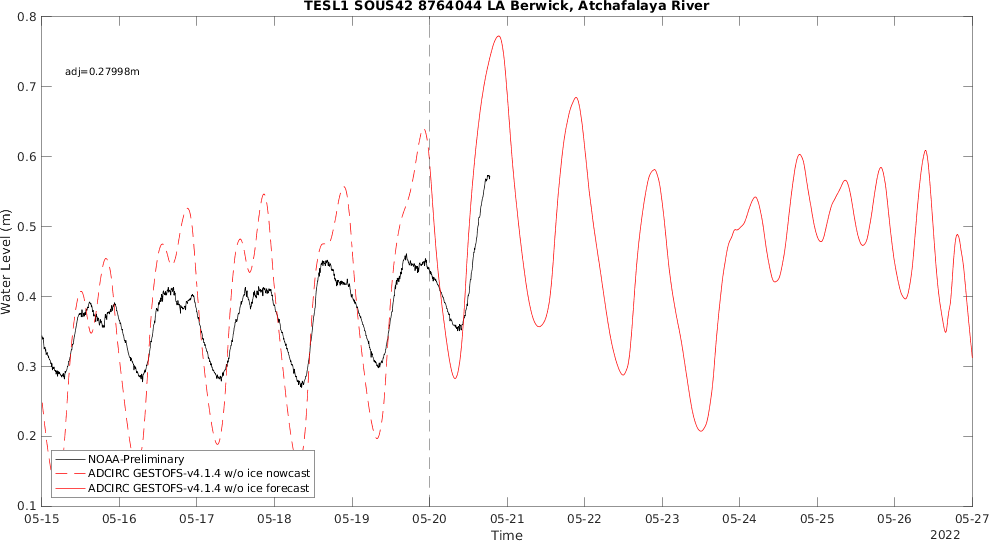 TESL1 SOUS42 8764044 LA Berwick, Atchafalaya River
adj=0.27998m
Water Level (m)
0.8
0.7
0.6
0.5
0.4
0.3
0.2
0.1
NOAA-Preliminary
ADCIRC GESTOFS-v4.1.4 w/o ice nowcast
ADCIRC GESTOFS-v4.1.4 w/o ice forecast
05-15 05-16 05-17 05-18 05-19 05-20 05-21 05-22 05-23 05-24 05-25 05-26 05-27
Time
2022